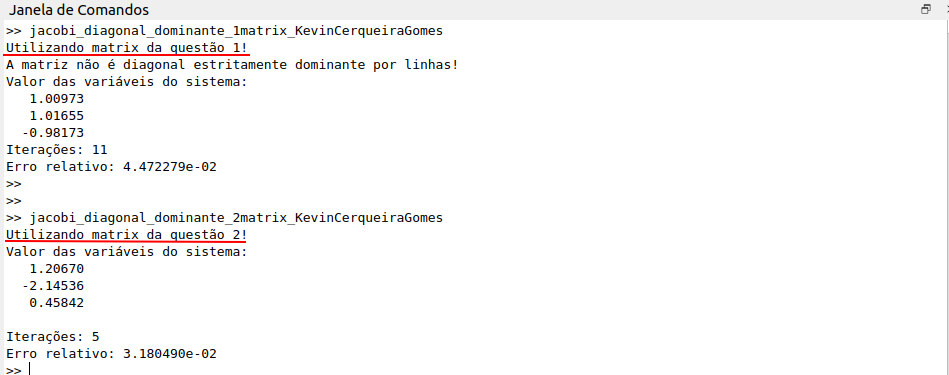 Janela de Comandos
>> jacobi_diagonal_dominante_1matrix_KevinCerqueiraGomes
Utilizando matrix da questão 1!
A matriz não é diagonal estritamente dominante por linhas!
Valor das variáveis do sistema:
1.00973
1.01655
-0.98173
Iterações: 11
Erro relativo: 4.472279e-02
>>
>>
>> jacobi_diagonal_dominante_2matrix_KevinCerqueiraGomes
Utilizando matrix da questão 2!
Valor das variáveis do sistema:
1.20670
-2.14536
0.45842
Iterações: 5
Erro relativo: 3.180490e-02
>>